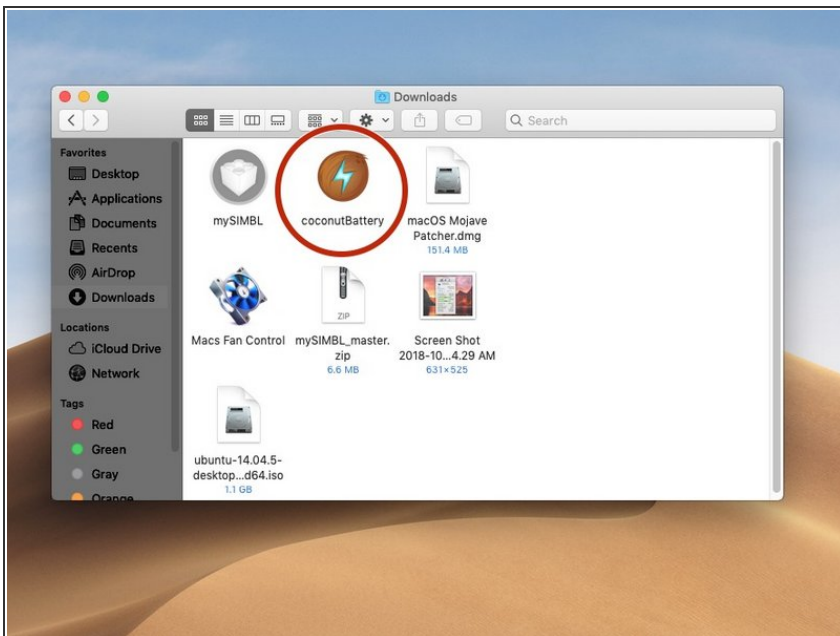 Downloads
Search
Favorites
Desktop
Applications
Documents
Recents
AirDrop
Downloads
Locations
iCloud Drive
Network
Tags
Red
Green
Gray
Orange
mySIMBL
coconutBattery
macOS Mojave
Patcher.dmg
151.4 MB
Macs Fan Control
ZIP
mySIMBL_master.
zip
6.6 MB
Screen Shot
2018-10...4.29 AM
631×525
ubuntu-14.04.5-
desktop...d64.iso
1.1 GB